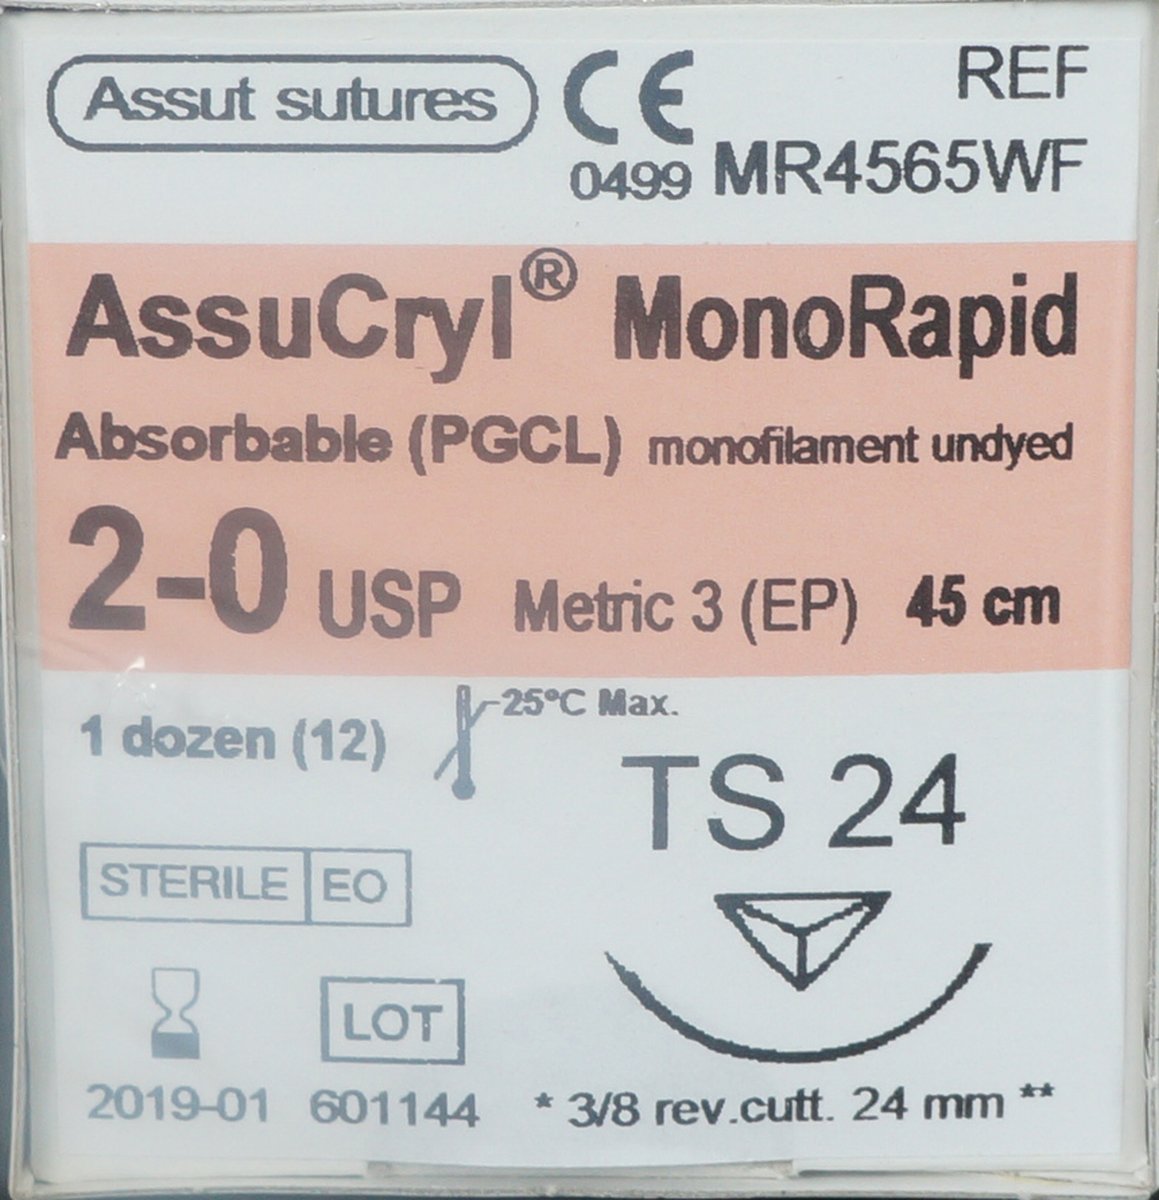 Assut sutures
CE
0499
REF
MR4565WF
AssuCryl® MonoRapid
Absorbable (PGCL) monofilament undyed
2-0 USP Metric 3 (EP) 45 cm
25°C Max.
1 dozen (12)
TS 24
STERILE EO
LOT
2019-01 601144 * 3/8 rev.cutt. 24 mm **